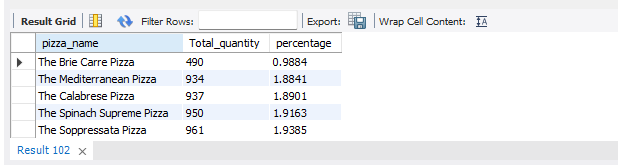 Result Grid Filter Rows: Export: Wrap Cell Content: IA
pizza_name Total_quantity percentage
The Brie Carre Pizza 490 0.9884
The Mediterranean Pizza 934 1.8841
The Calabrese Pizza 937 1.8901
The Spinach Supreme Pizza 950 1.9163
The Soppressata Pizza 961 1.9385
Result 102 ×